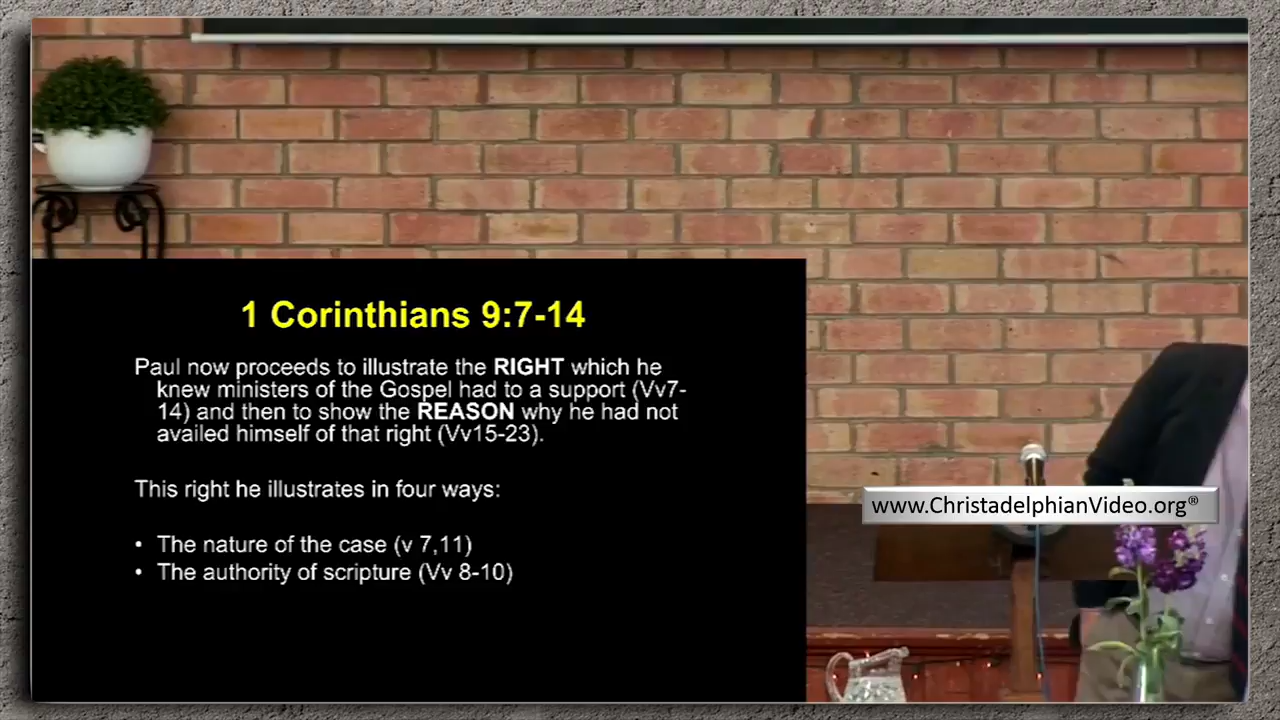 1 Corinthians 9:7-14
Paul now proceeds to illustrate the RIGHT which he
knew ministers of the Gospel had to a support (Vv7-
14) and then to show the REASON why he had not
availed himself of that right (Vv15-23).
This right he illustrates in four ways:
• The nature of the case (v 7,11)
• The authority of scripture (Vv 8-10)
www.ChristadelphianVideo.org®